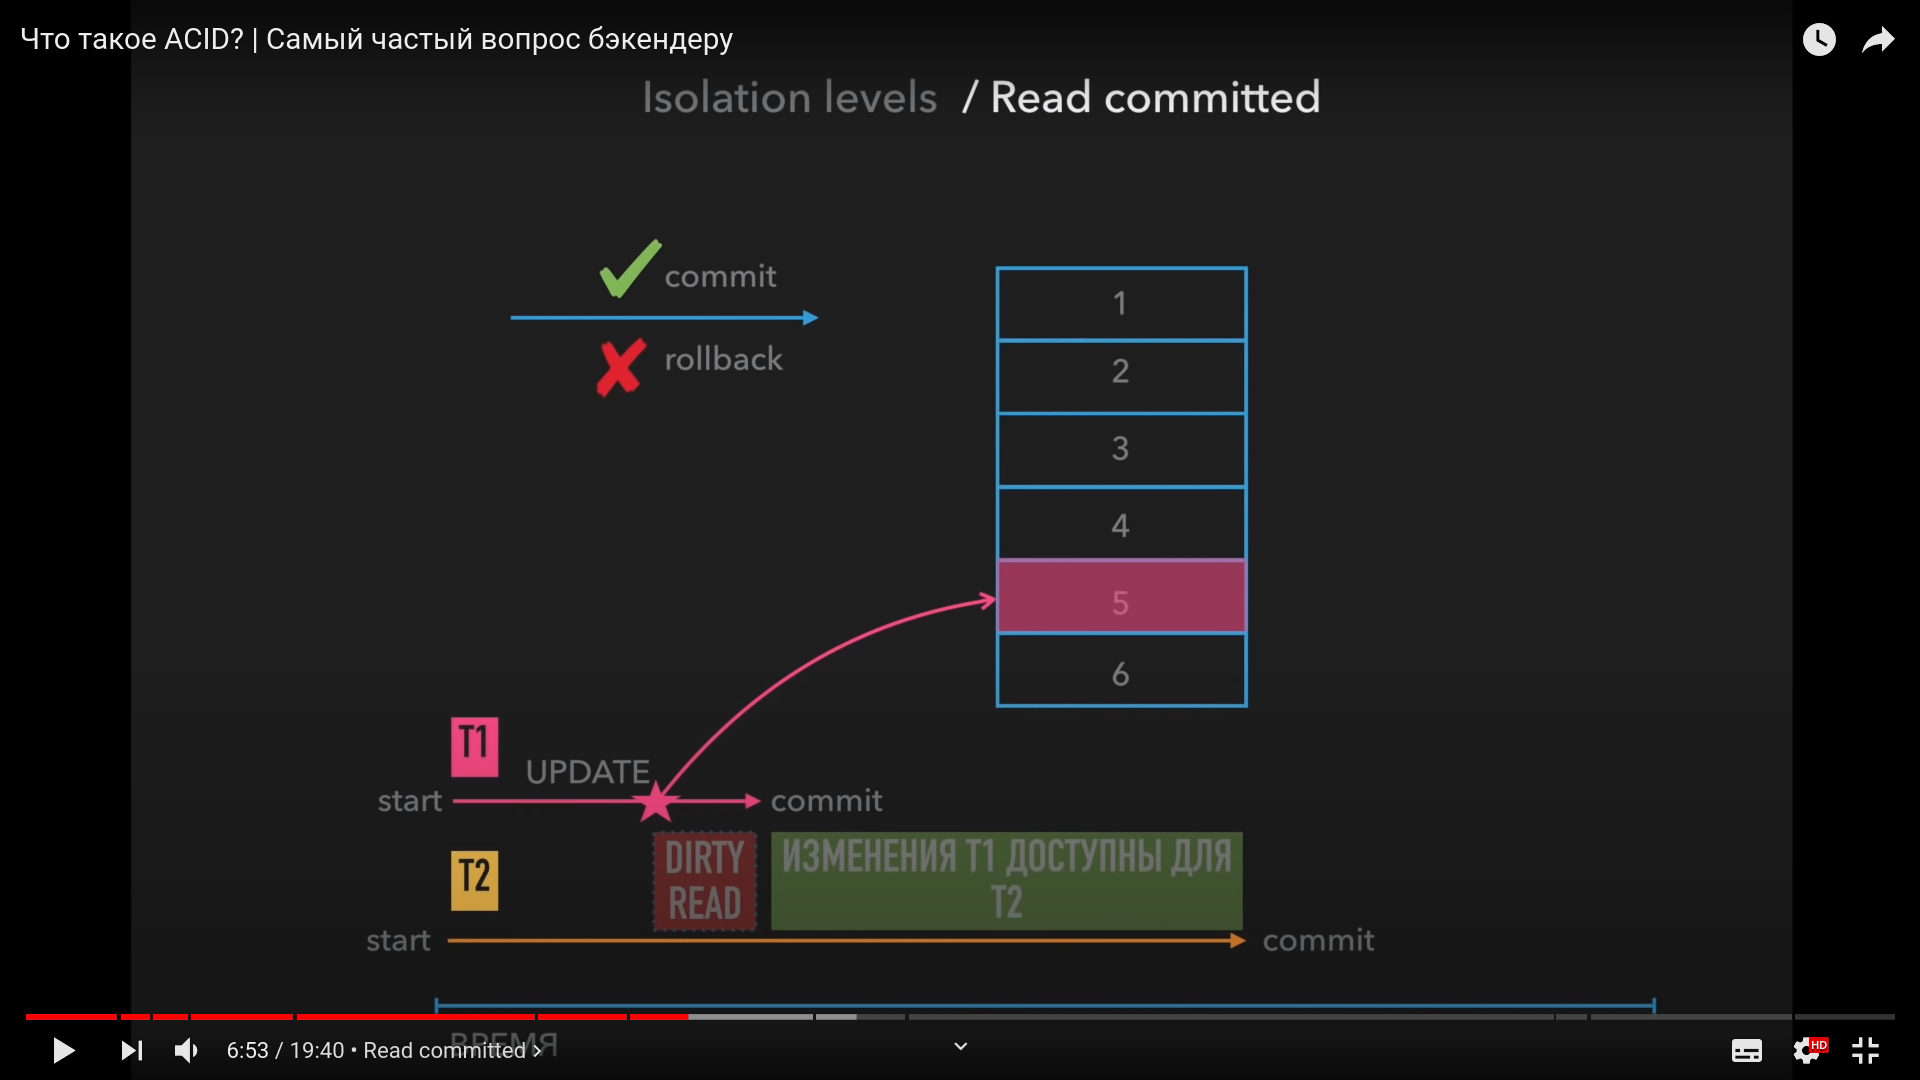 Что такое ACID? | Самый частый вопрос бэкендеру
Isolation levels / Read committed
commit
rollback
1
2
3
4
5
6
T1
UPDATE
start
commit
DIRTY
READ
ИЗМЕНЕНИЯ T1 ДОСТУПНЫ ДЛЯ
T2
T2
start
commit
ВРЕМЯ
6:53 / 19:40 • Read committed
HD